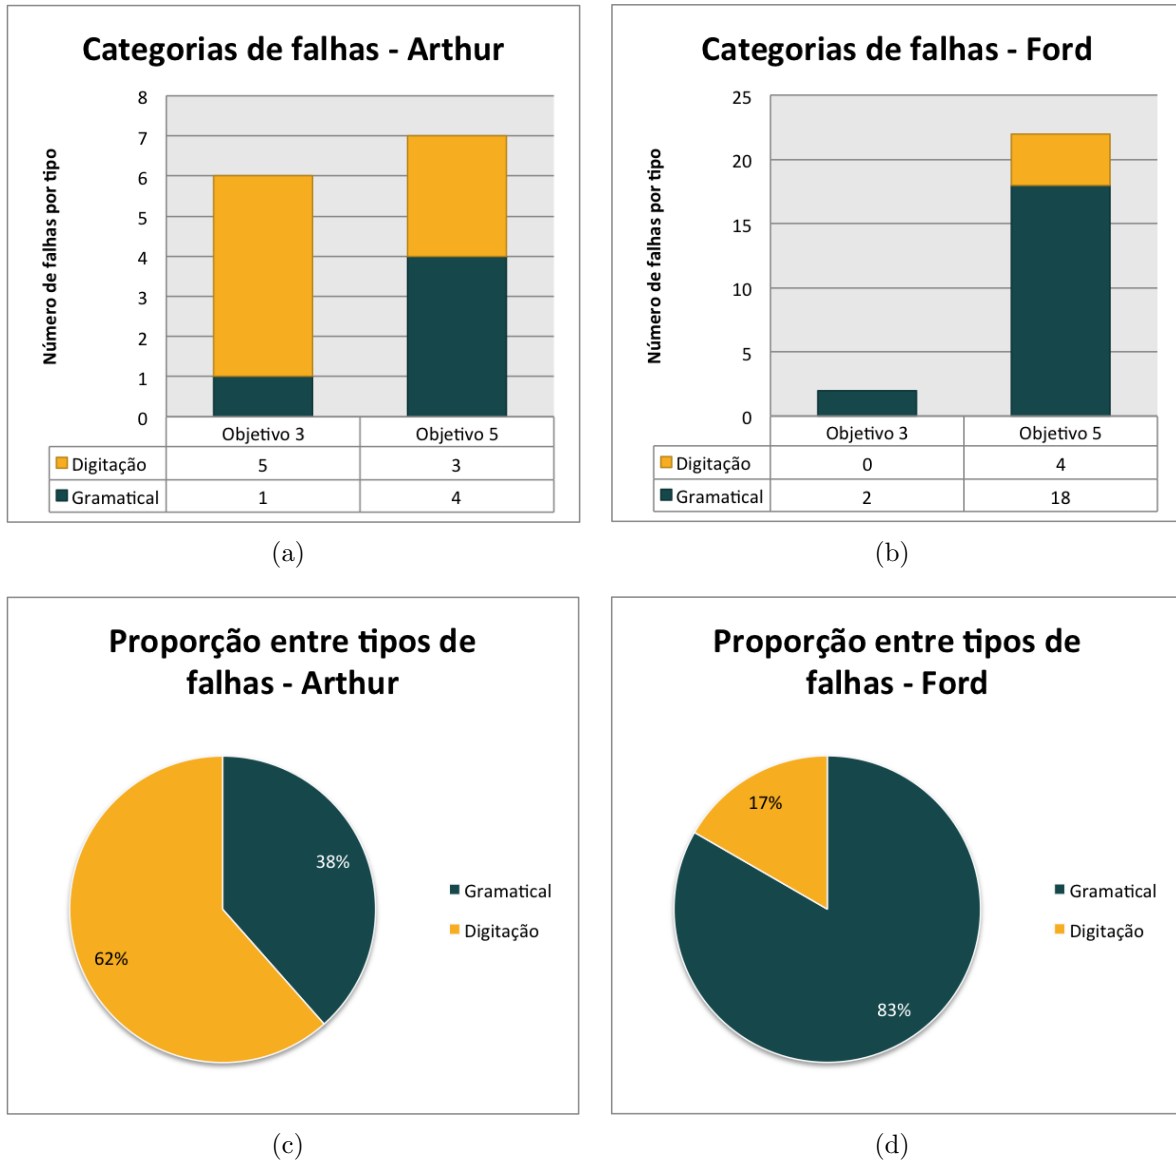 Categorias de falhas - Arthur
Número de falhas por tipo
8
7
6
5
4
3
2
1
0
Objetivo 3 Objetivo 5
Digitação 5 3
Gramatical 1 4
(a)
Categorias de falhas - Ford
Número de falhas por tipo
25
20
15
10
5
0
Objetivo 3 Objetivo 5
Digitação 0 4
Gramatical 2 18
(b)
Proporção entre tipos de
falhas - Arthur
38%
62%
Gramatical
Digitação
(c)
Proporção entre tipos de
falhas - Ford
17%
83%
Gramatical
Digitação
(d)